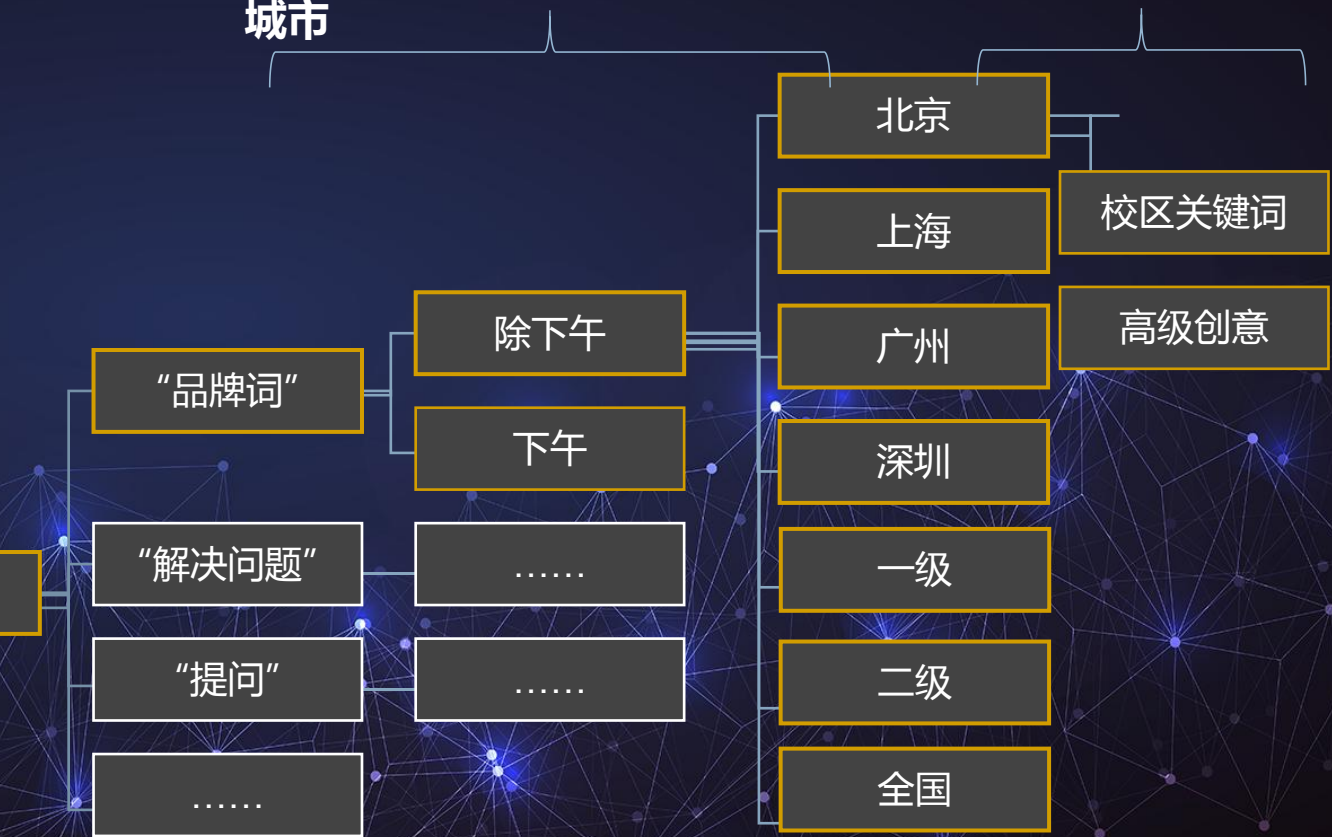 城市
北京
上海
校区关键词
除下午
广州
高级创意
“品牌词”
下午
深圳
“解决问题”
……
一级
“提问”
……
二级
……
全国